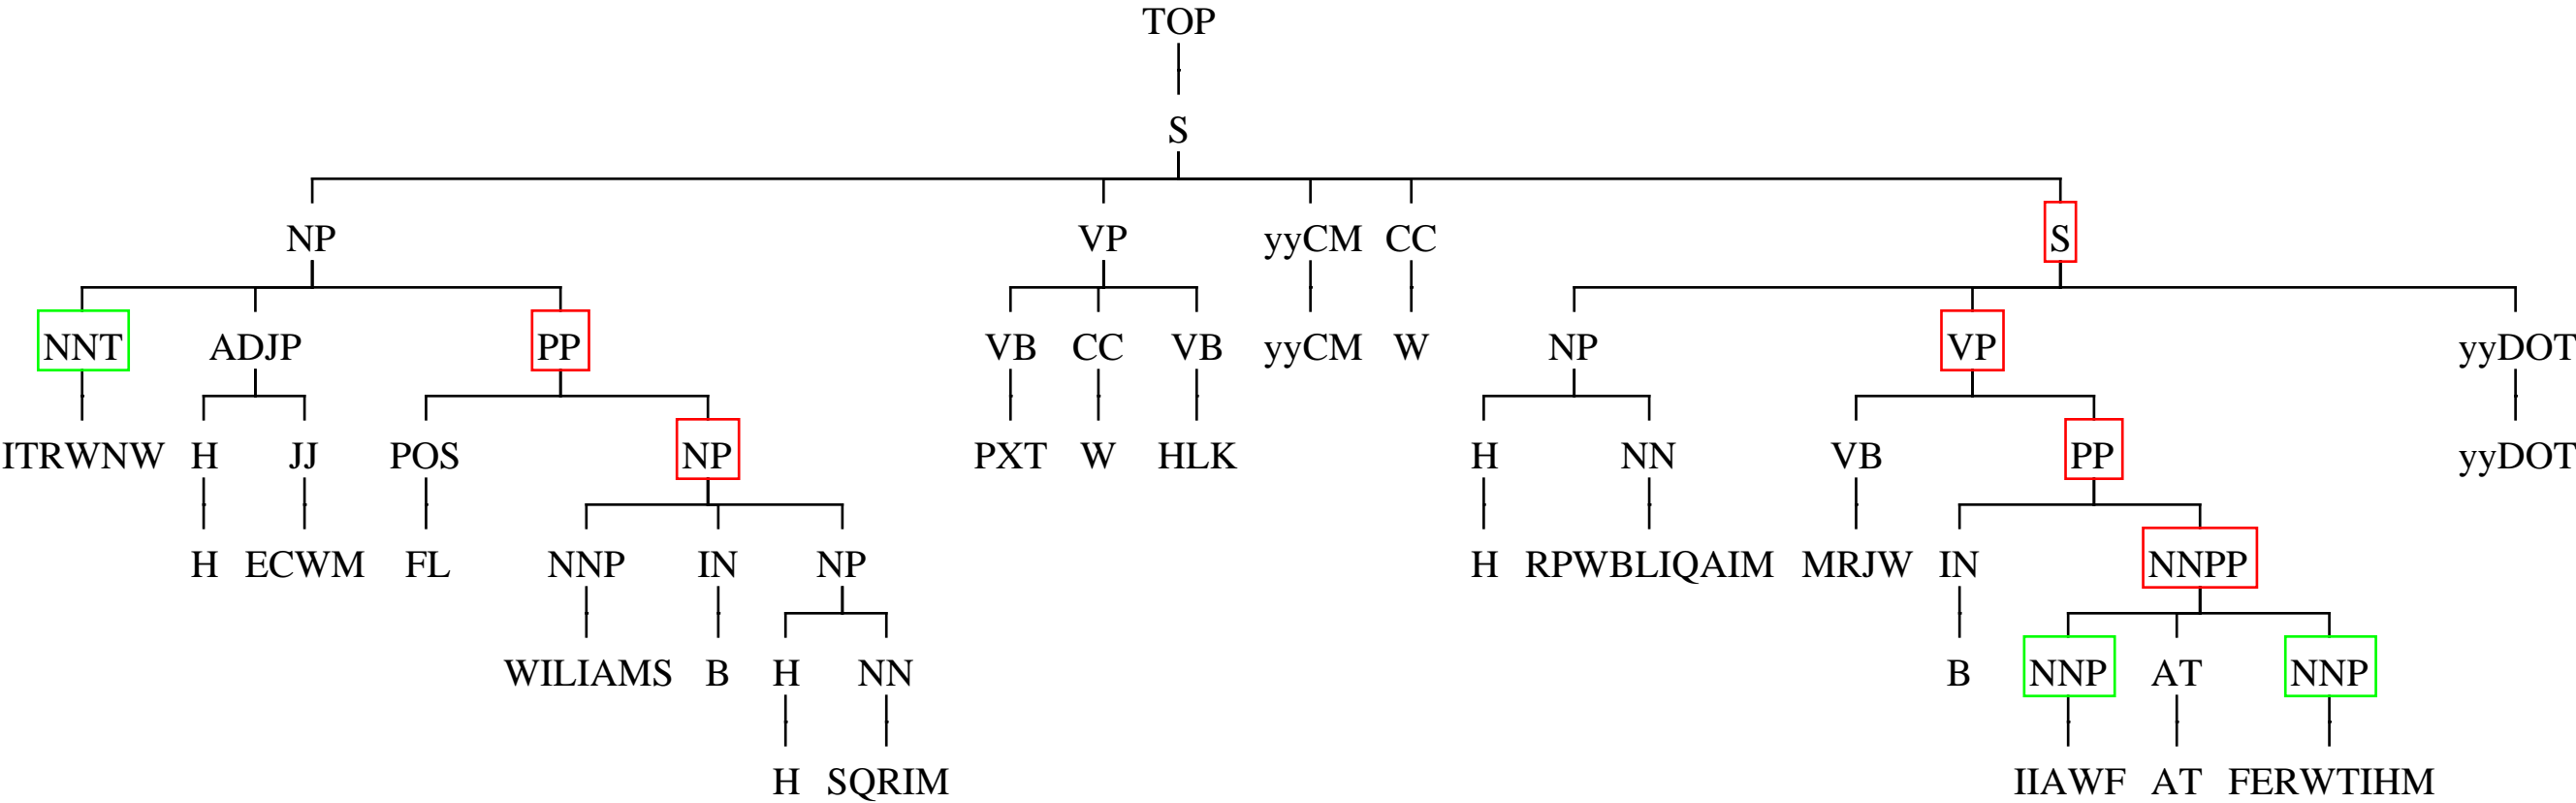 TOP
S
NP VP yyCM CC S
NNT ADJP PP VB CC VB yyCM W NP VP yyDOT
ITRWNW H JJ POS NP PXT W HLK H NN VB PP yyDOT
H ECWM FL NNP IN NP H RPWBLIQAIM MRJW IN NNPP
WILIAMS B H NN B NNP AT NNP
H SQRIM IIAWF AT FERWTIHM